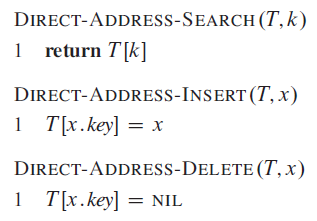 DIRECT-ADDRESS-SEARCH(T, k)
1 return T[k]
DIRECT-ADDRESS-INSERT(T, x)
1 T[x.key] = x
DIRECT-ADDRESS-DELETE(T, x)
1 T[x.key] = NIL